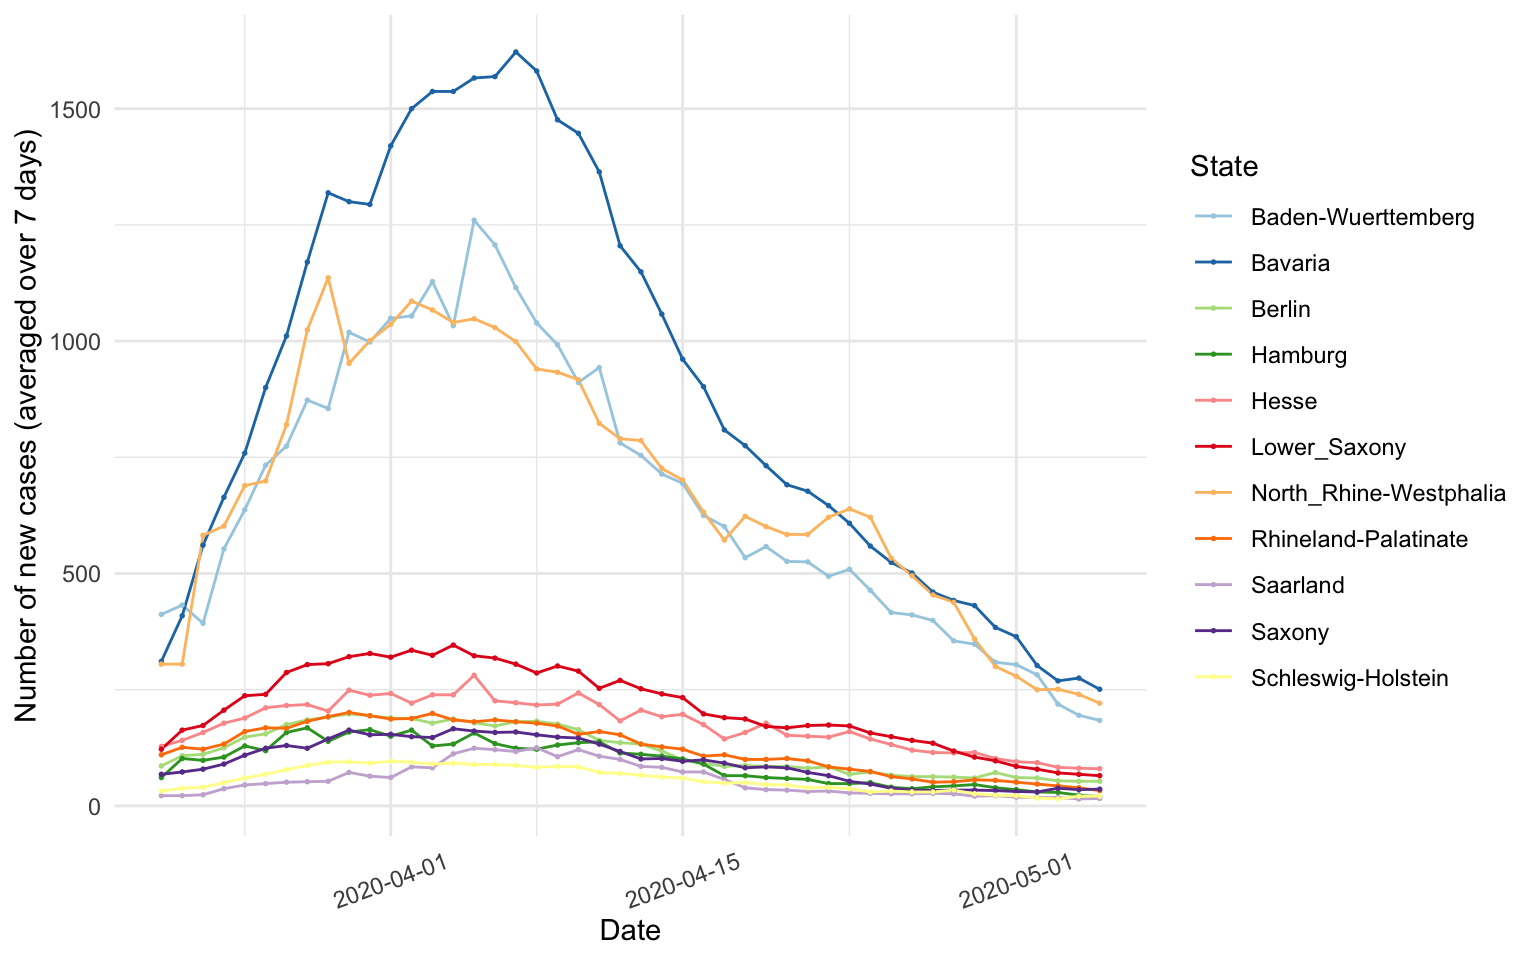 Number of new cases (averaged over 7 days)
1500
1000
500
0
2020-04-01
2020-04-15
2020-05-01
Date
State
Baden-Wuerttemberg
Bavaria
Berlin
Hamburg
Hesse
Lower_Saxony
North_Rhine-Westphalia
Rhineland-Palatinate
Saarland
Saxony
Schleswig-Holstein